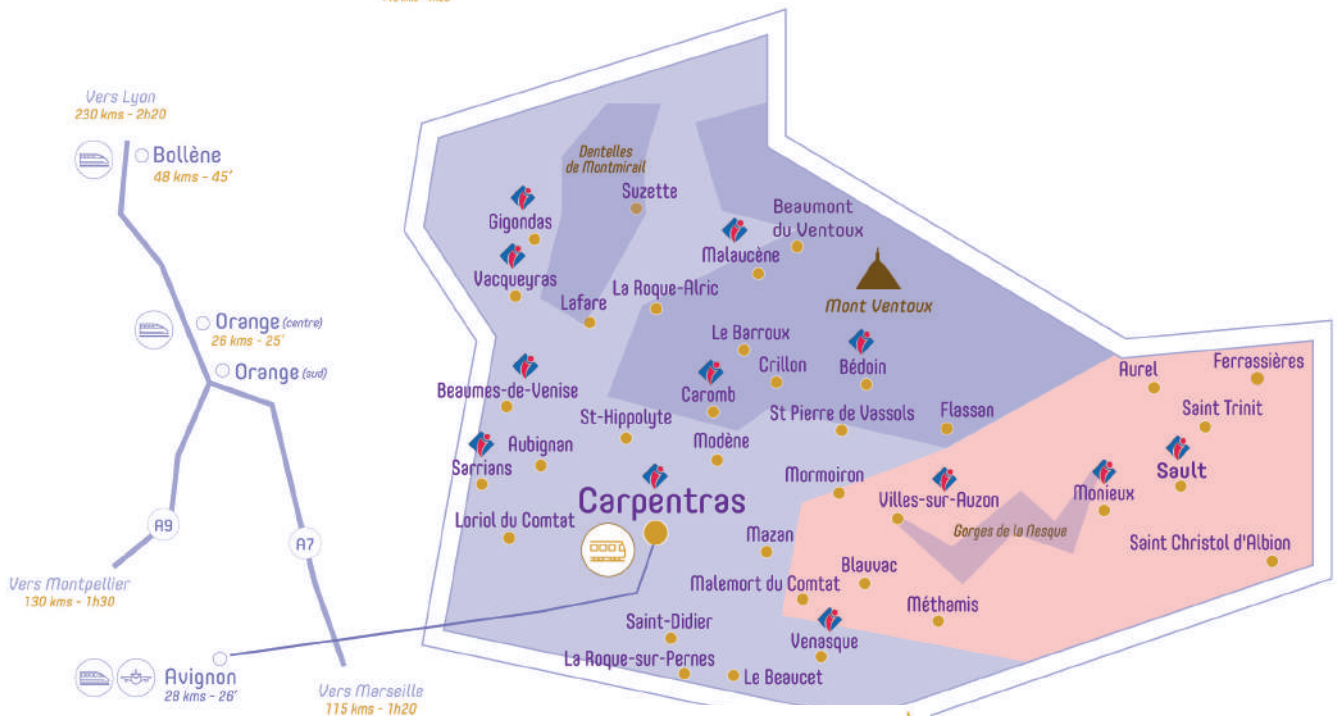 Vers Lyon
230 kms - 2h20
Bollène
48 kms - 45'
Orange (centre)
26 kms - 25'
Orange (sud)
A9
A7
Vers Montpellier
130 kms - 1h30
Avignon
28 kms - 26'
Vers Marseille
115 kms - 1h20
Dentelles
de Montmirail
Suzette
Gigondas
Beaumont
du Ventoux
Malaucène
Vacqueyras
La Roque-Alric
Lafare
Mont Ventoux
Le Barroux
Crillon
Bédoin
Beaumes-de-Venise
Caromb
St-Hippolyte
St Pierre de Vassols
Flassan
Aurel
Ferrassières
Saint Trinit
Aubignan
Modène
Sarrians
Sault
Mormoiron
Villes-sur-Auzon
Monieux
Carpentras
Loriol du Comtat
Gorges de la Nesque
Mazan
Saint Christol d'Albion
Blauvac
Malemort du Comtat
Méthamis
Saint-Didier
Venasque
La Roque-sur-Pernes
Le Beaucet